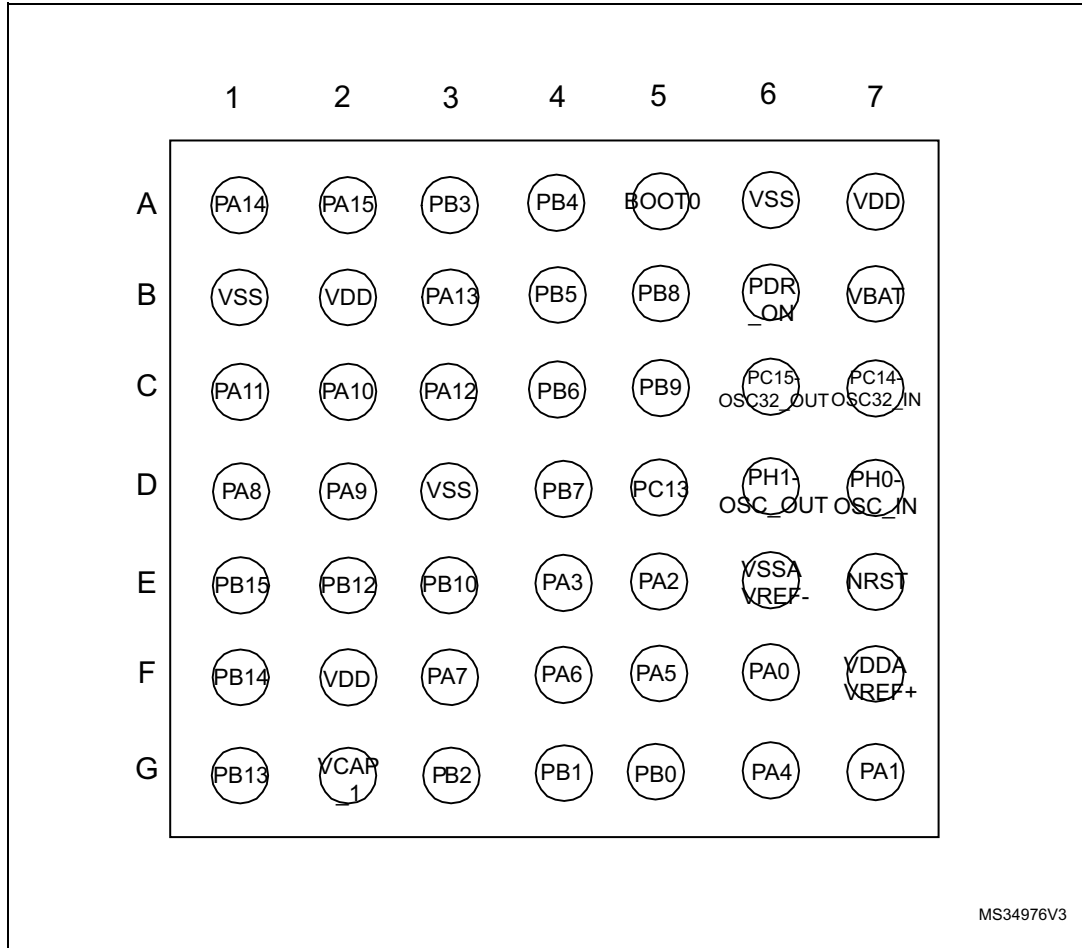 1 2 3 4 5 6 7
A PA14 PA15 PB3 PB4 BOOT0 VSS VDD
B VSS VDD PA13 PB5 PB8 PDR _ON VBAT
C PA11 PA10 PA12 PB6 PB9 PC15- OSC32_OUT PC14- OSC32_IN
D PA8 PA9 VSS PB7 PC13 PH1- OSC_OUT PH0- OSC_IN
E PB15 PB12 PB10 PA3 PA2 VSSA VREF- NRST
F PB14 VDD PA7 PA6 PA5 PA0 VDDA VREF+
G PB13 VCAP _1 PB2 PB1 PB0 PA4 PA1
MS34976V3